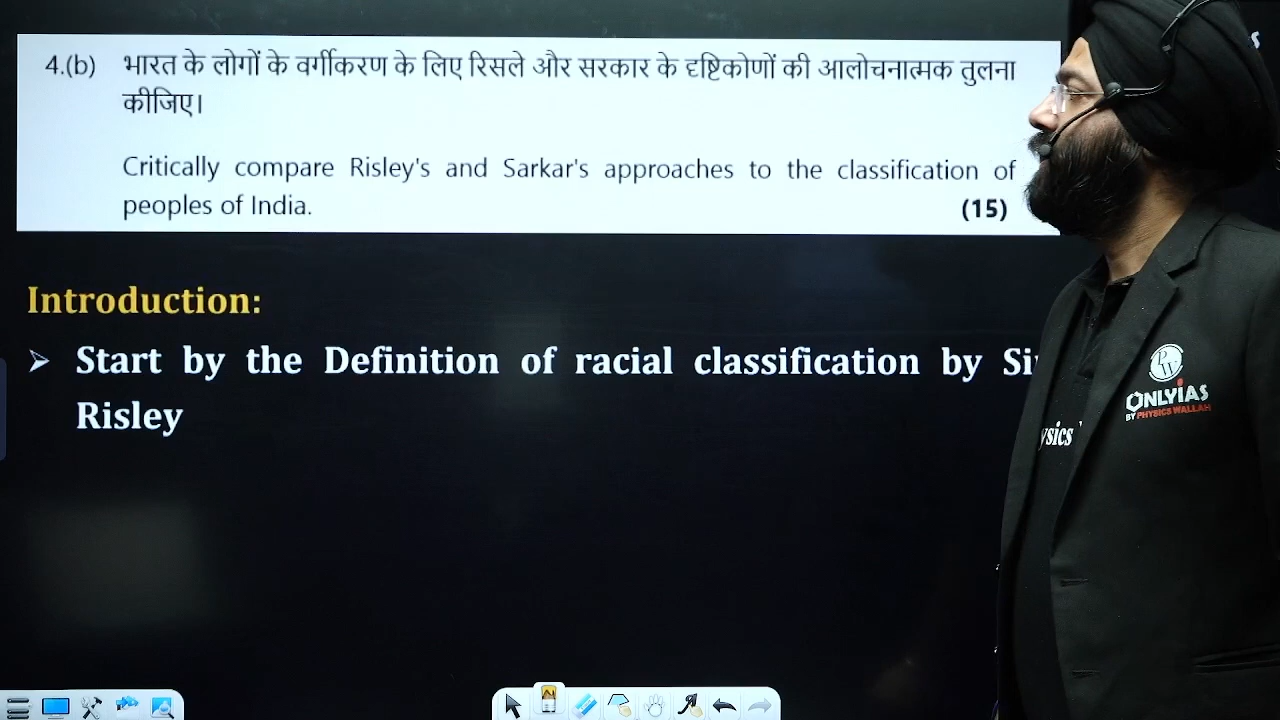 4.(b) भारत के लोगों के वर्गीकरण के लिए रिसले और सरकार के दृष्टिकोणों की आलोचनात्मक तुलना
कीजिए।
Critically compare Risley's and Sarkar's approaches to the classification of
peoples of India.
(15)
Introduction:
➢ Start by the Definition of racial classification by
Risley
PW
ONLYIAS
BY PHYSICS WALLAH